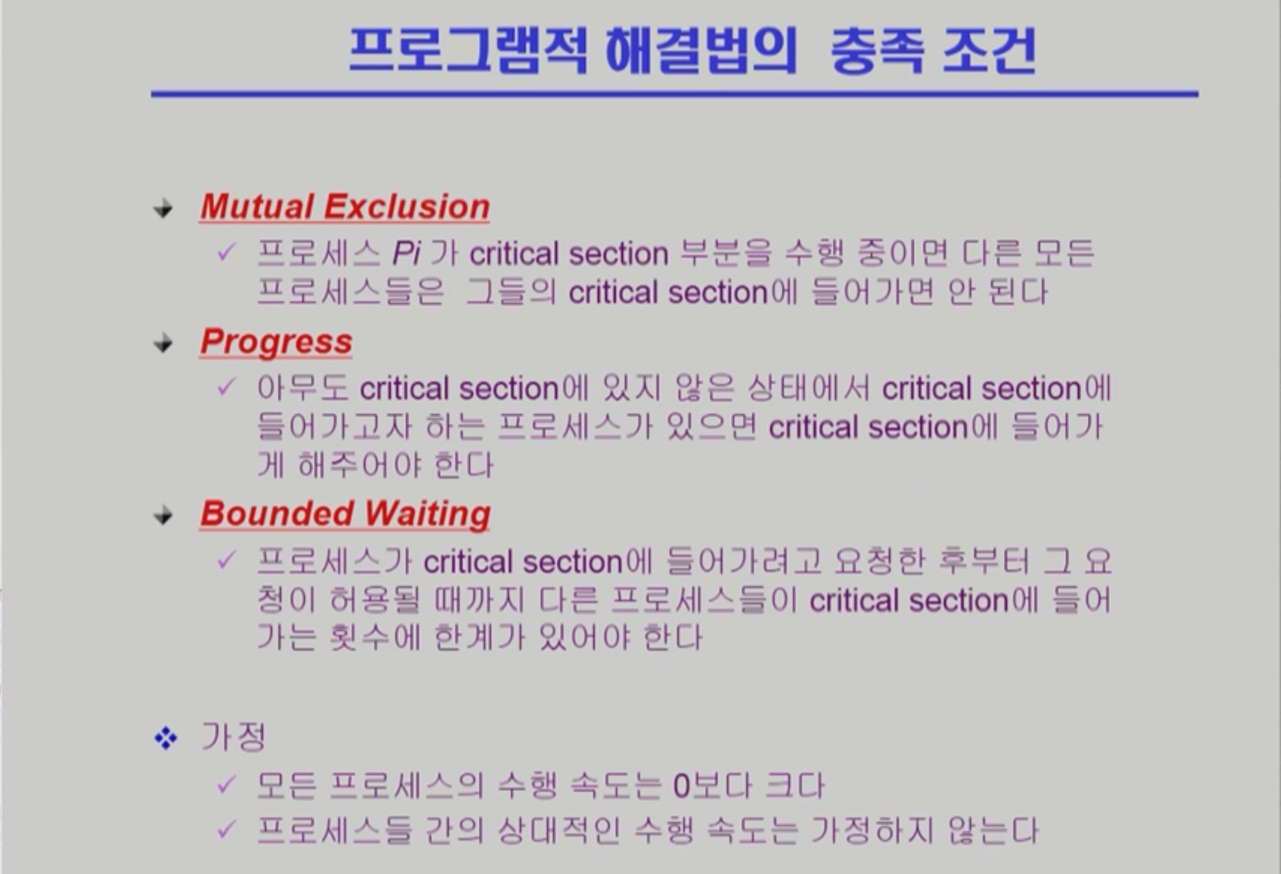 프로그램적 해결법의 충족 조건
Mutual Exclusion
프로세스 Pi 가 critical section 부분을 수행 중이면 다른 모든
프로세스들은 그들의 critical section에 들어가면 안 된다
Progress
아무도 critical section에 있지 않은 상태에서 critical section에
들어가고자 하는 프로세스가 있으면 critical section에 들어가
게 해주어야 한다
Bounded Waiting
프로세스가 critical section에 들어가려고 요청한 후부터 그 요
청이 허용될 때까지 다른 프로세스들이 critical section에 들어
가는 횟수에 한계가 있어야 한다
가정
모든 프로세스의 수행 속도는 0보다 크다
프로세스들 간의 상대적인 수행 속도는 가정하지 않는다